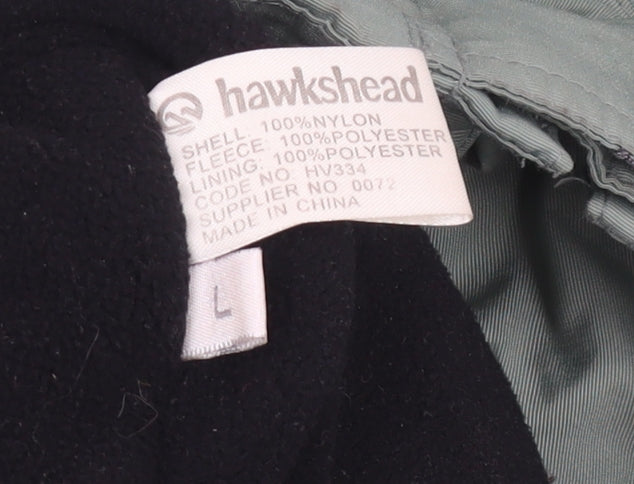 hawkshead
SHELL: 100%NYLON
FLEECE: 100%POLYESTER
LINING: 100%POLYESTER
CODE NO: HV334
SUPPLIER NO 0072
MADE IN CHINA
L